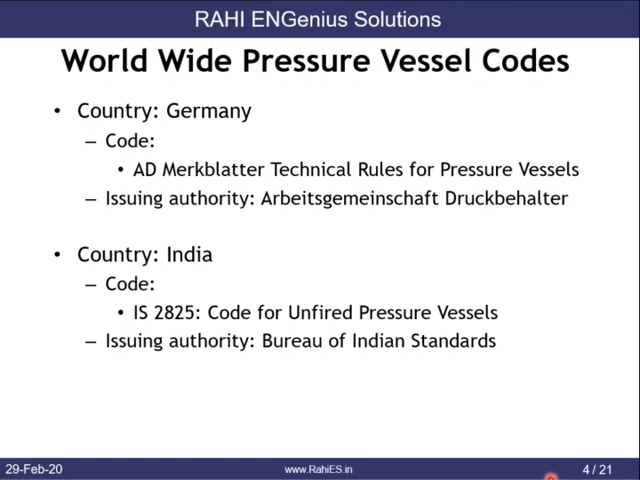 RAHI ENGenius Solutions
World Wide Pressure Vessel Codes
• Country: Germany
– Code:
• AD Merkblatter Technical Rules for Pressure Vessels
– Issuing authority: Arbeitsgemeinschaft Druckbehalter
• Country: India
– Code:
• IS 2825: Code for Unfired Pressure Vessels
– Issuing authority: Bureau of Indian Standards
29-Feb-20 www.RahiES.in 4 / 21